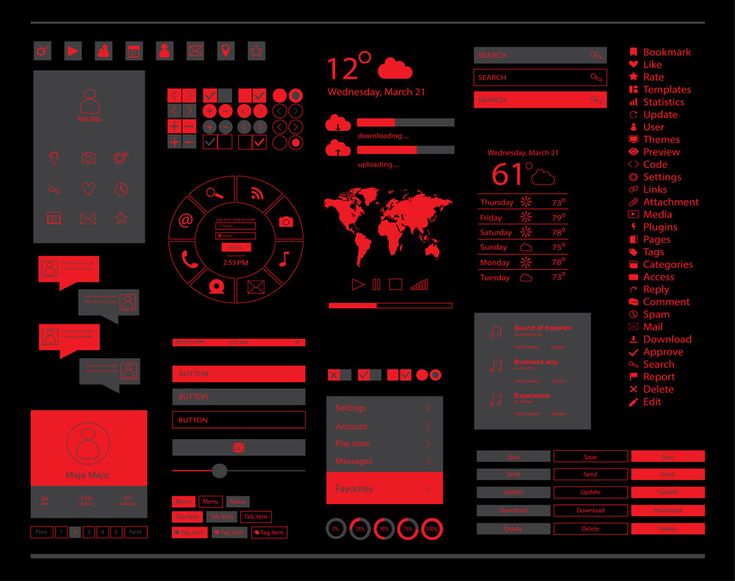 Maja Majic
12°
Wednesday, March 21
downloading ...
uploading ...
SEARCH
SEARCH
SEARCH
Wednesday, March 21
61°
Thursday 73°
Friday 79°
Saturday 78°
Sunday 75°
Monday 78°
Tuesday 73°
Bookmark
Like
Rate
Templates
Statistics
Update
User
Themes
Preview
Code
Settings
Links
Attachment
Media
Plugins
Pages
Tags
Categories
Access
Reply
Comment
Spam
Mail
Download
Approve
Search
Report
Delete
Edit
@
2:55 PM
BUTTON
BUTTON
BUTTON
Sound of freedom
Business way
Experience
Settings
Account
Play store
Messages
Favorites
0% 25% 50% 75% 100%
Maja Majic
Prev 1 2 3 4 5 Next
Menu Menu Menu
Tab item Tab item Tab item
Tag item Tag item Tag item
Save Save Save
Send Send Send
Update Update Update
Download Download Download
Delete Delete Delete